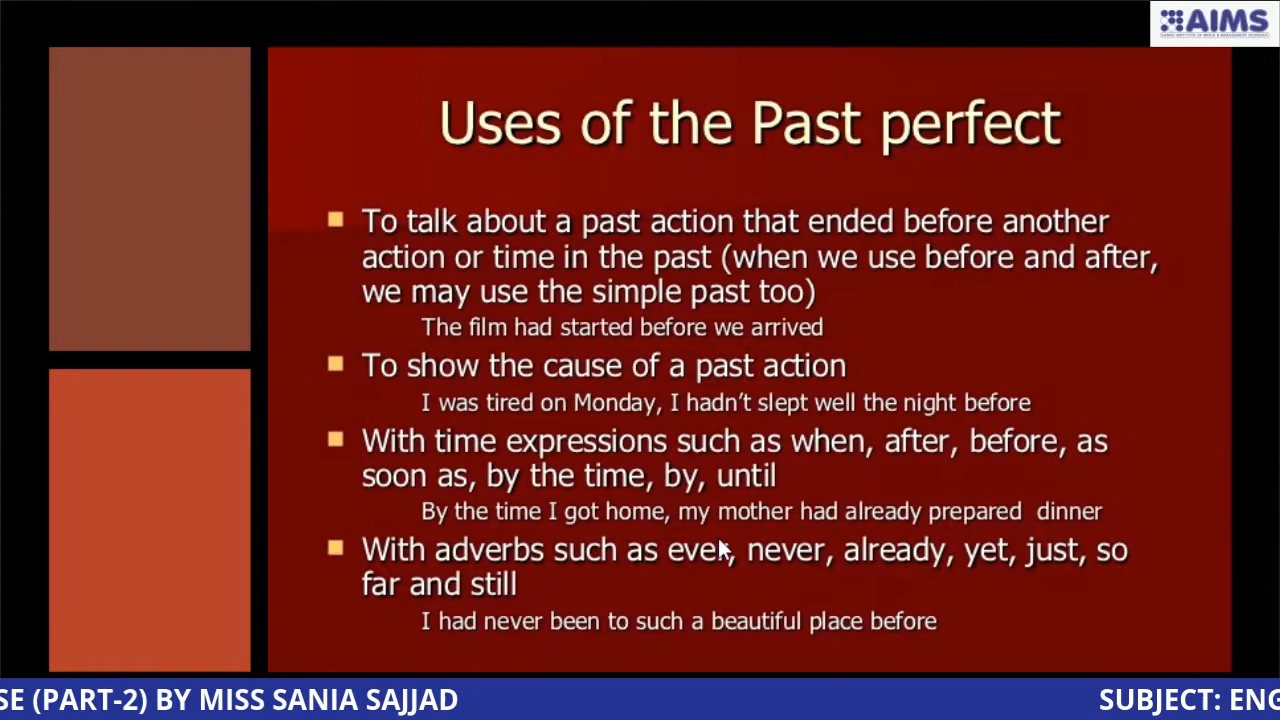 AIMS
Uses of the Past perfect
To talk about a past action that ended before another
action or time in the past (when we use before and after,
we may use the simple past too)
The film had started before we arrived
To show the cause of a past action
I was tired on Monday, I hadn’t slept well the night before
With time expressions such as when, after, before, as
soon as, by the time, by, until
By the time I got home, my mother had already prepared dinner
With adverbs such as ever, never, already, yet, just, so
far and still
I had never been to such a beautiful place before
SE (PART-2) BY MISS SANIA SAJJAD
SUBJECT: ENG